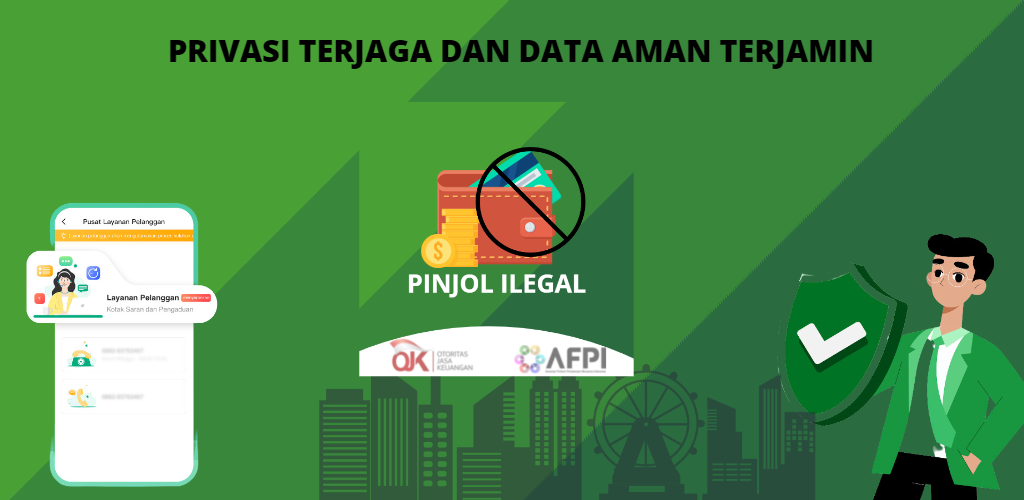 PRIVASI TERJAGA DAN DATA AMAN TERJAMIN
PINJOL ILEGAL
OJK OTORITAS
JASA
KEUANGAN
AFPI
Pusat Layanan Pelanggan
Layanan Pelanggan
Kotak Saran dan Pengaduan